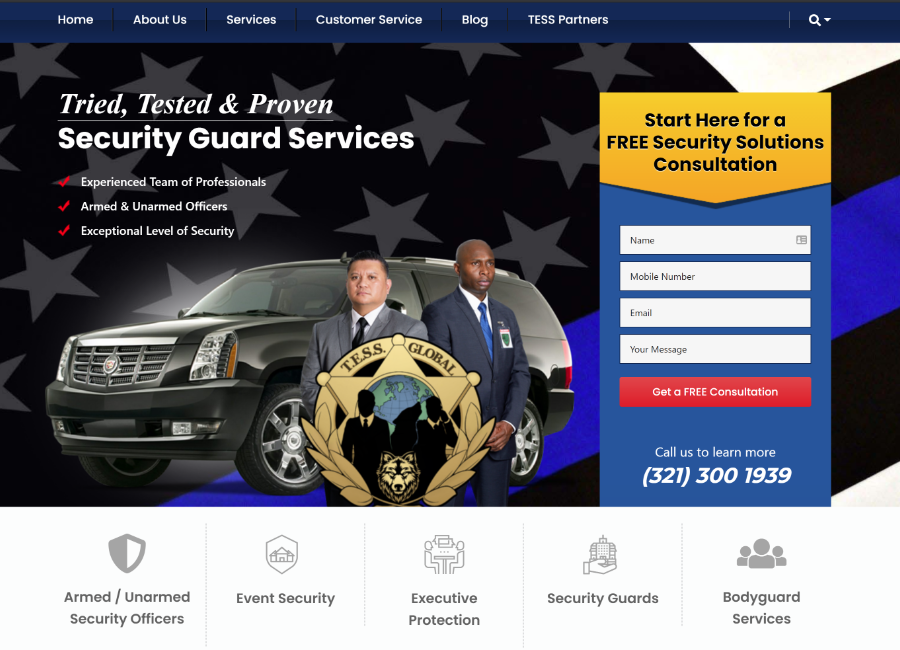 Home
About Us
Services
Customer Service
Blog
TESS Partners
Tried, Tested & Proven
Security Guard Services
Experienced Team of Professionals
Armed & Unarmed Officers
Exceptional Level of Security
T.E.S.S. GLOBAL
Start Here for a
FREE Security Solutions
Consultation
Name
Mobile Number
Email
Your Message
Get a FREE Consultation
Call us to learn more
(321) 300 1939
Armed / Unarmed
Security Officers
Event Security
Executive
Protection
Security Guards
Bodyguard
Services